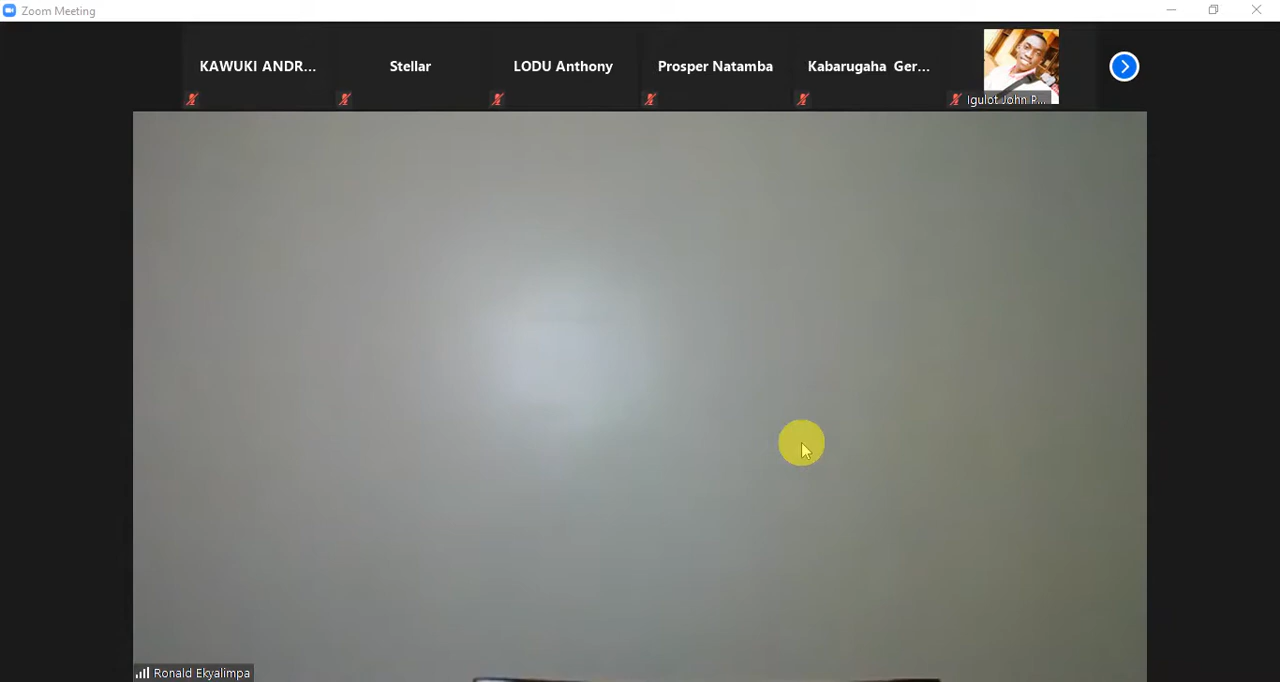 Zoom Meeting
KAWUKI ANDR...
Stellar
LODU Anthony
Prosper Natamba
Kabarugaha Ger...
Igulot John R...
Ronald Ekyalimpa